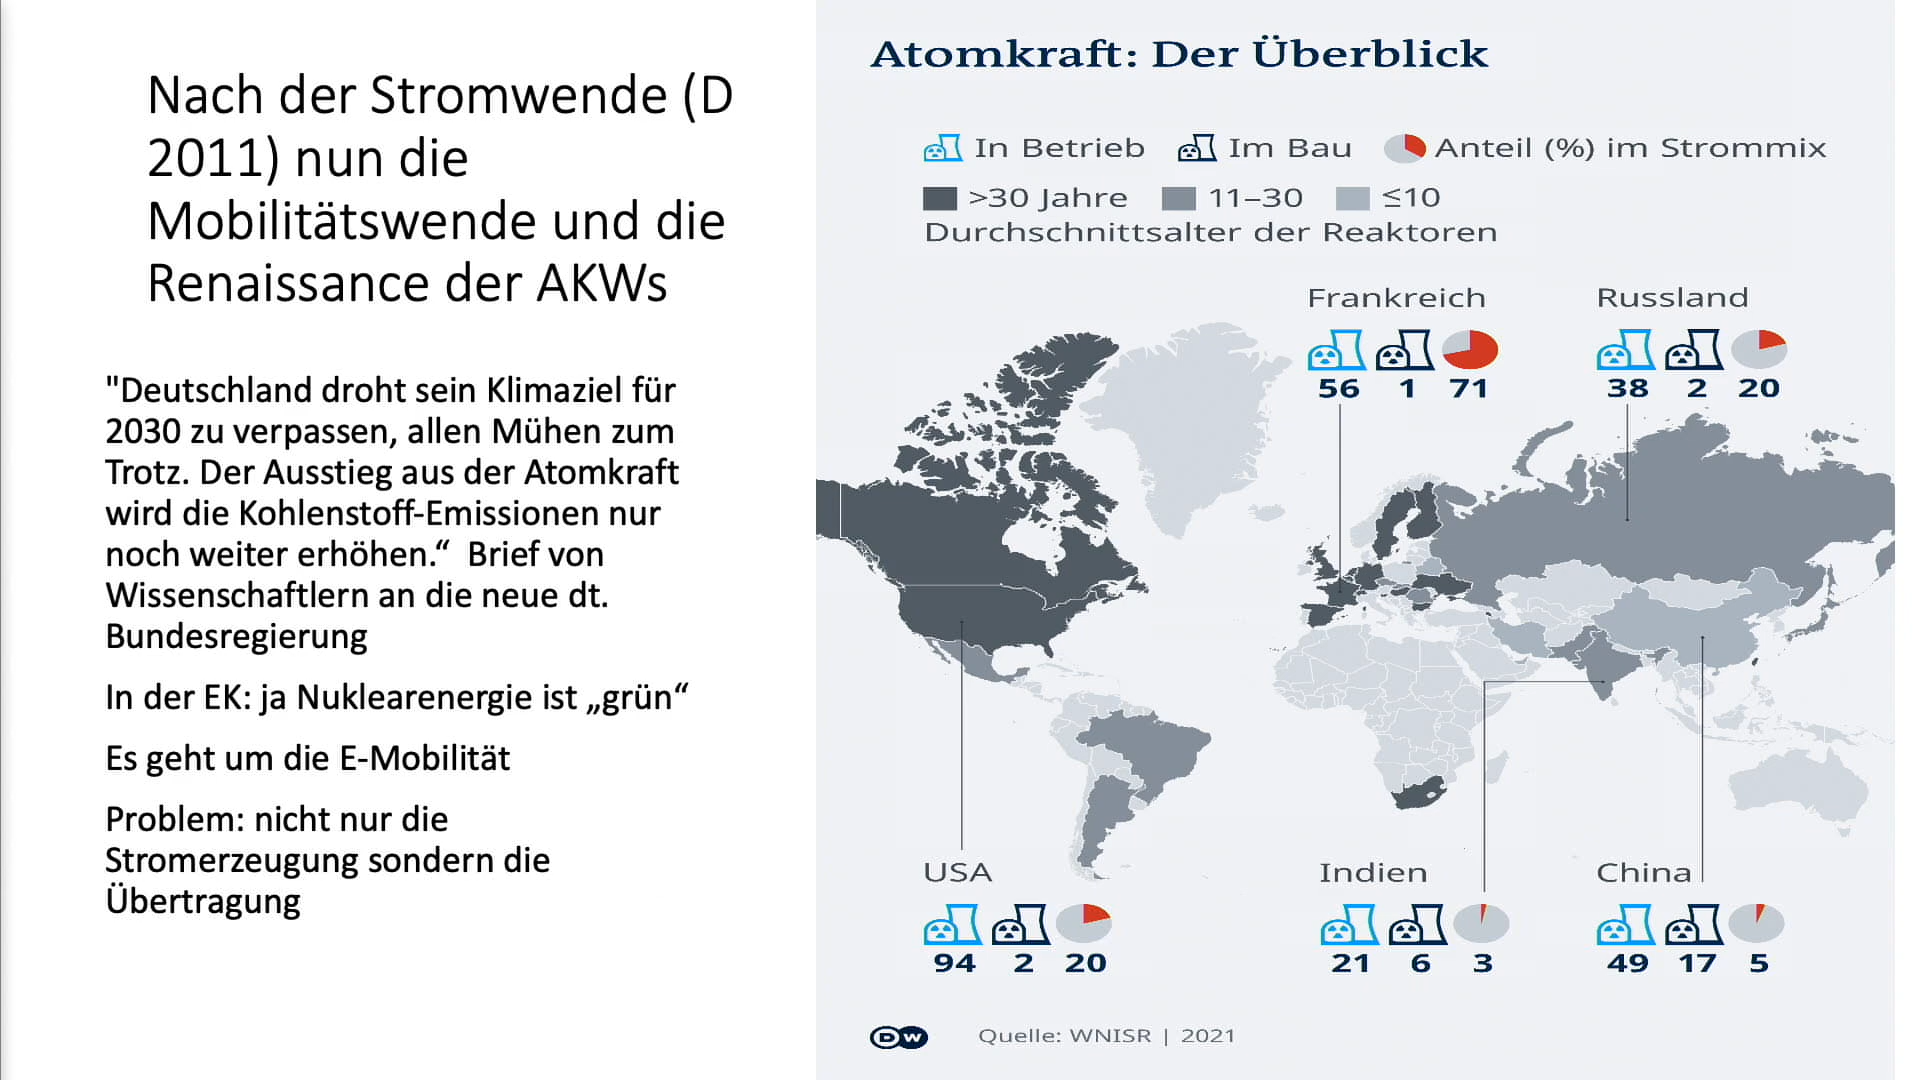 Nach der Stromwende (D
2011) nun die
Mobilitätswende und die
Renaissance der AKWs
"Deutschland droht sein Klimaziel für
2030 zu verpassen, allen Mühen zum
Trotz. Der Ausstieg aus der Atomkraft
wird die Kohlenstoff-Emissionen nur
noch weiter erhöhen.“ Brief von
Wissenschaftlern an die neue dt.
Bundesregierung
In der EK: ja Nuklearenergie ist „grün“
Es geht um die E-Mobilität
Problem: nicht nur die
Stromerzeugung sondern die
Übertragung
Atomkraft: Der Überblick
In Betrieb Im Bau Anteil (%) im Strommix
>30 Jahre 11–30 ≤10
Durchschnittsalter der Reaktoren
Frankreich
56 1 71
Russland
38 2 20
USA
94 2 20
Indien
21 6 3
China
49 17 5
DW Quelle: WNISR | 2021